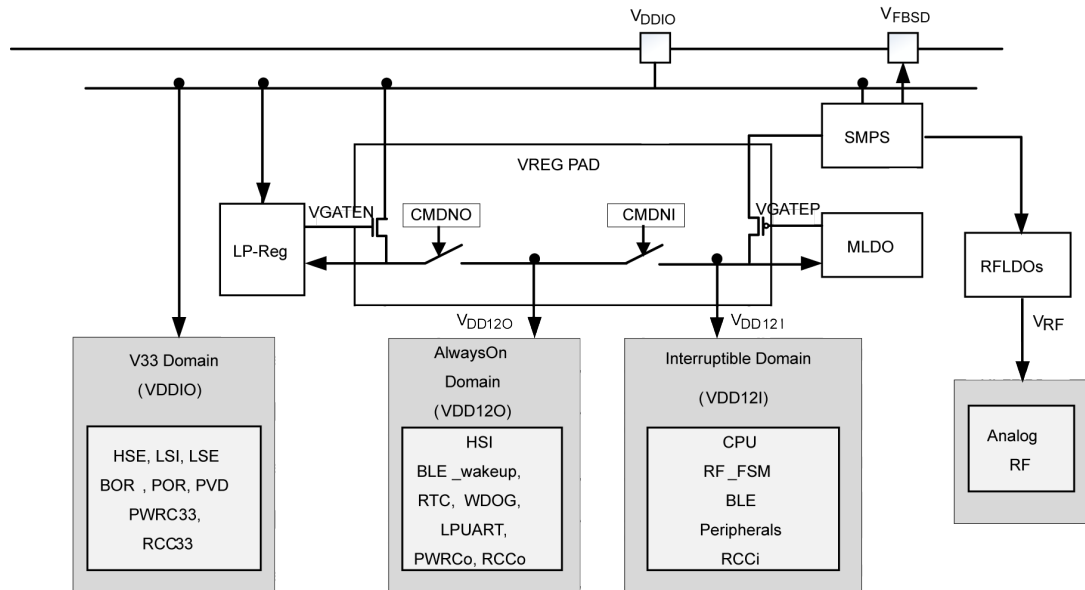 VDDIO
VFBSD
SMPS
VREG PAD
VGATEN
CMDNO
CMDNI
VGATEP
LP-Reg
MLDO
RFLDOs
VDD12O
VDD12I
VRF
V33 Domain
(VDDIO)
HSE, LSI, LSE
BOR , POR, PVD
PWRC33,
RCC33
AlwaysOn
Domain
(VDD12O)
HSI
BLE _wakeup,
RTC, WDOG,
LPUART,
PWRCo, RCCo
Interruptible Domain
(VDD12I)
CPU
RF _FSM
BLE
Peripherals
RCCi
Analog
RF